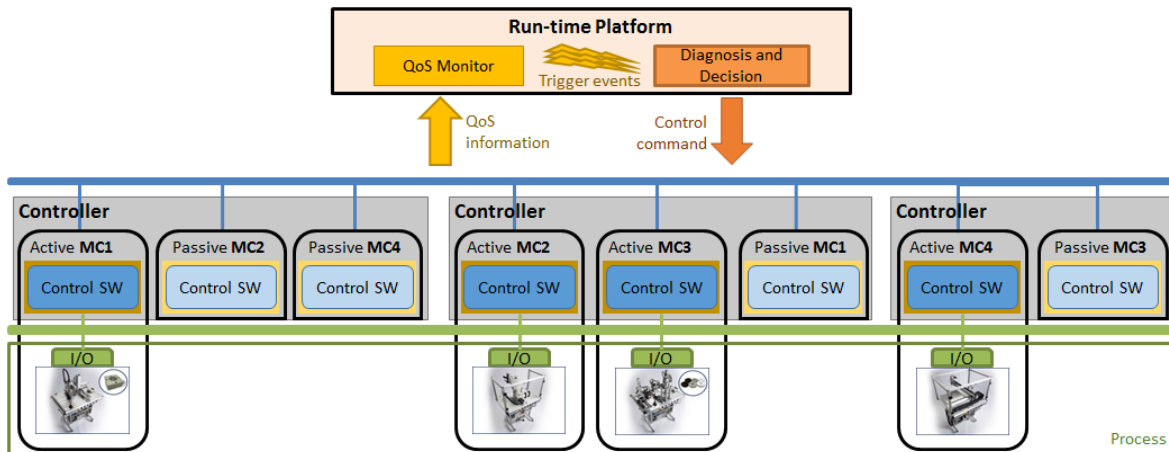 Run-time Platform
QoS Monitor
Trigger events
Diagnosis and
Decision
QoS
information
Control
command
Controller
Active MC1
Control SW
Passive MC2
Control SW
Passive MC4
Control SW
Controller
Active MC2
Control SW
Active MC3
Control SW
Passive MC1
Control SW
Controller
Active MC4
Control SW
Passive MC3
Control SW
I/O
I/O
I/O
I/O
Process